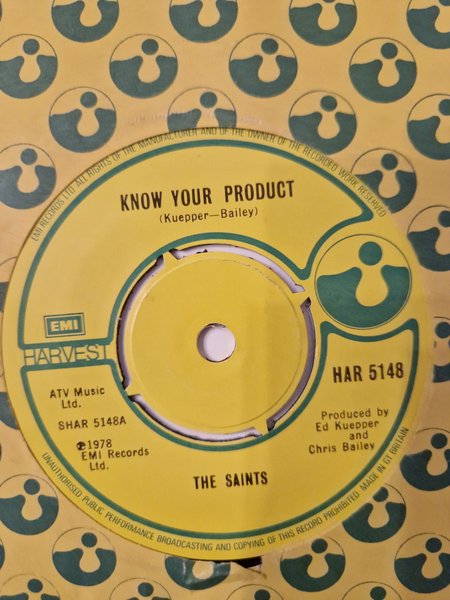 EMI RECORDS LTD ALL RIGHTS OF THE MANUFACTURER AND OF THE OWNER OF THE RECORDED WORK RESERVED
KNOW YOUR PRODUCT
(Kuepper—Bailey)
EMI
HARVEST
HAR 5148
ATV Music
Ltd.
SHAR 5148A
Ⓟ1978
EMI Records
Ltd.
Produced by
Ed Kuepper
and
Chris Bailey
THE SAINTS
UNAUTHORISED PUBLIC PERFORMANCE BROADCASTING AND COPYING OF THIS RECORD PROHIBITED MADE IN GT BRITAIN